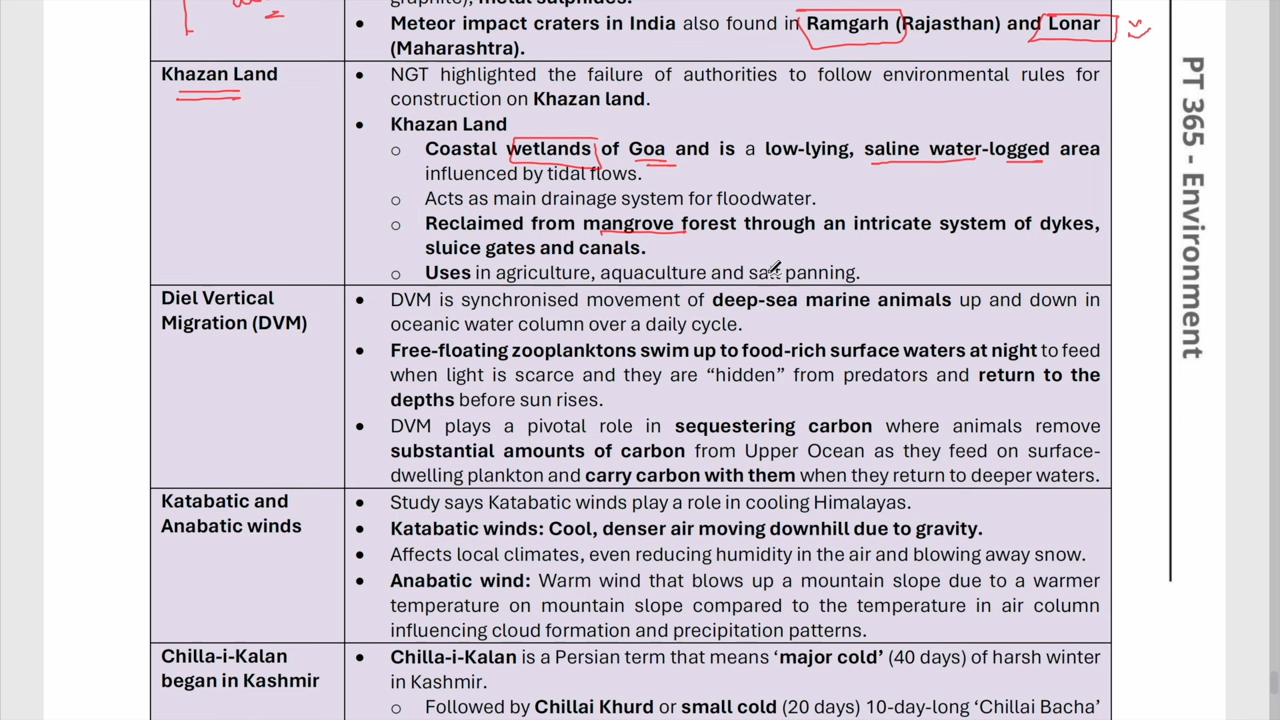 graphite), metal sulphides.
• Meteor impact craters in India also found in Ramgarh (Rajasthan) and Lonar
(Maharashtra).
Khazan Land
• NGT highlighted the failure of authorities to follow environmental rules for
construction on Khazan land.
• Khazan Land
o Coastal wetlands of Goa and is a low-lying, saline water-logged area
influenced by tidal flows.
o Acts as main drainage system for floodwater.
o Reclaimed from mangrove forest through an intricate system of dykes,
sluice gates and canals.
o Uses in agriculture, aquaculture and salt panning.
Diel Vertical
Migration (DVM)
• DVM is synchronised movement of deep-sea marine animals up and down in
oceanic water column over a daily cycle.
• Free-floating zooplanktons swim up to food-rich surface waters at night to feed
when light is scarce and they are “hidden” from predators and return to the
depths before sun rises.
• DVM plays a pivotal role in sequestering carbon where animals remove
substantial amounts of carbon from Upper Ocean as they feed on surface-
dwelling plankton and carry carbon with them when they return to deeper waters.
Katabatic and
Anabatic winds
• Study says Katabatic winds play a role in cooling Himalayas.
• Katabatic winds: Cool, denser air moving downhill due to gravity.
• Affects local climates, even reducing humidity in the air and blowing away snow.
• Anabatic wind: Warm wind that blows up a mountain slope due to a warmer
temperature on mountain slope compared to the temperature in air column
influencing cloud formation and precipitation patterns.
Chilla-i-Kalan
began in Kashmir
• Chilla-i-Kalan is a Persian term that means ‘major cold’ (40 days) of harsh winter
in Kashmir.
o Followed by Chillai Khurd or small cold (20 days) 10-day-long ‘Chillai Bacha’
PT 365 - Environment